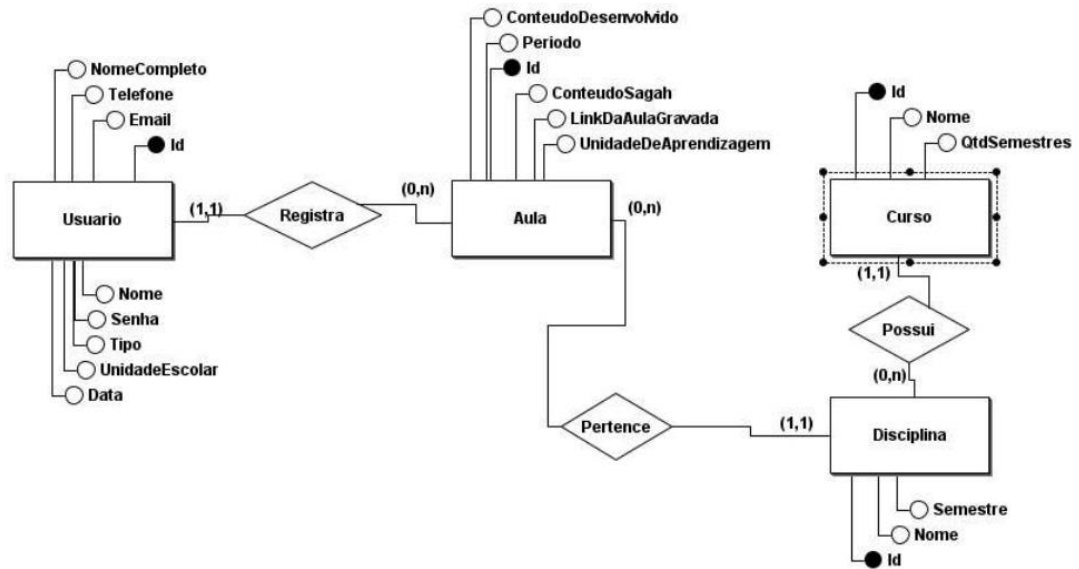 ConteudoDesenvolvido
Periodo
Id
ConteudoSagah
LinkDaAulaGravada
UnidadeDeAprendizagem
NomeCompleto
Telefone
Email
Id
Id
Nome
QtdSemestres
Usuario
(1,1)
Registra
(0,n)
Aula
(0,n)
Curso
(1,1)
Nome
Senha
Tipo
UnidadeEscolar
Data
Possui
(0,n)
Pertence
(1,1)
Disciplina
Semestre
Nome
Id